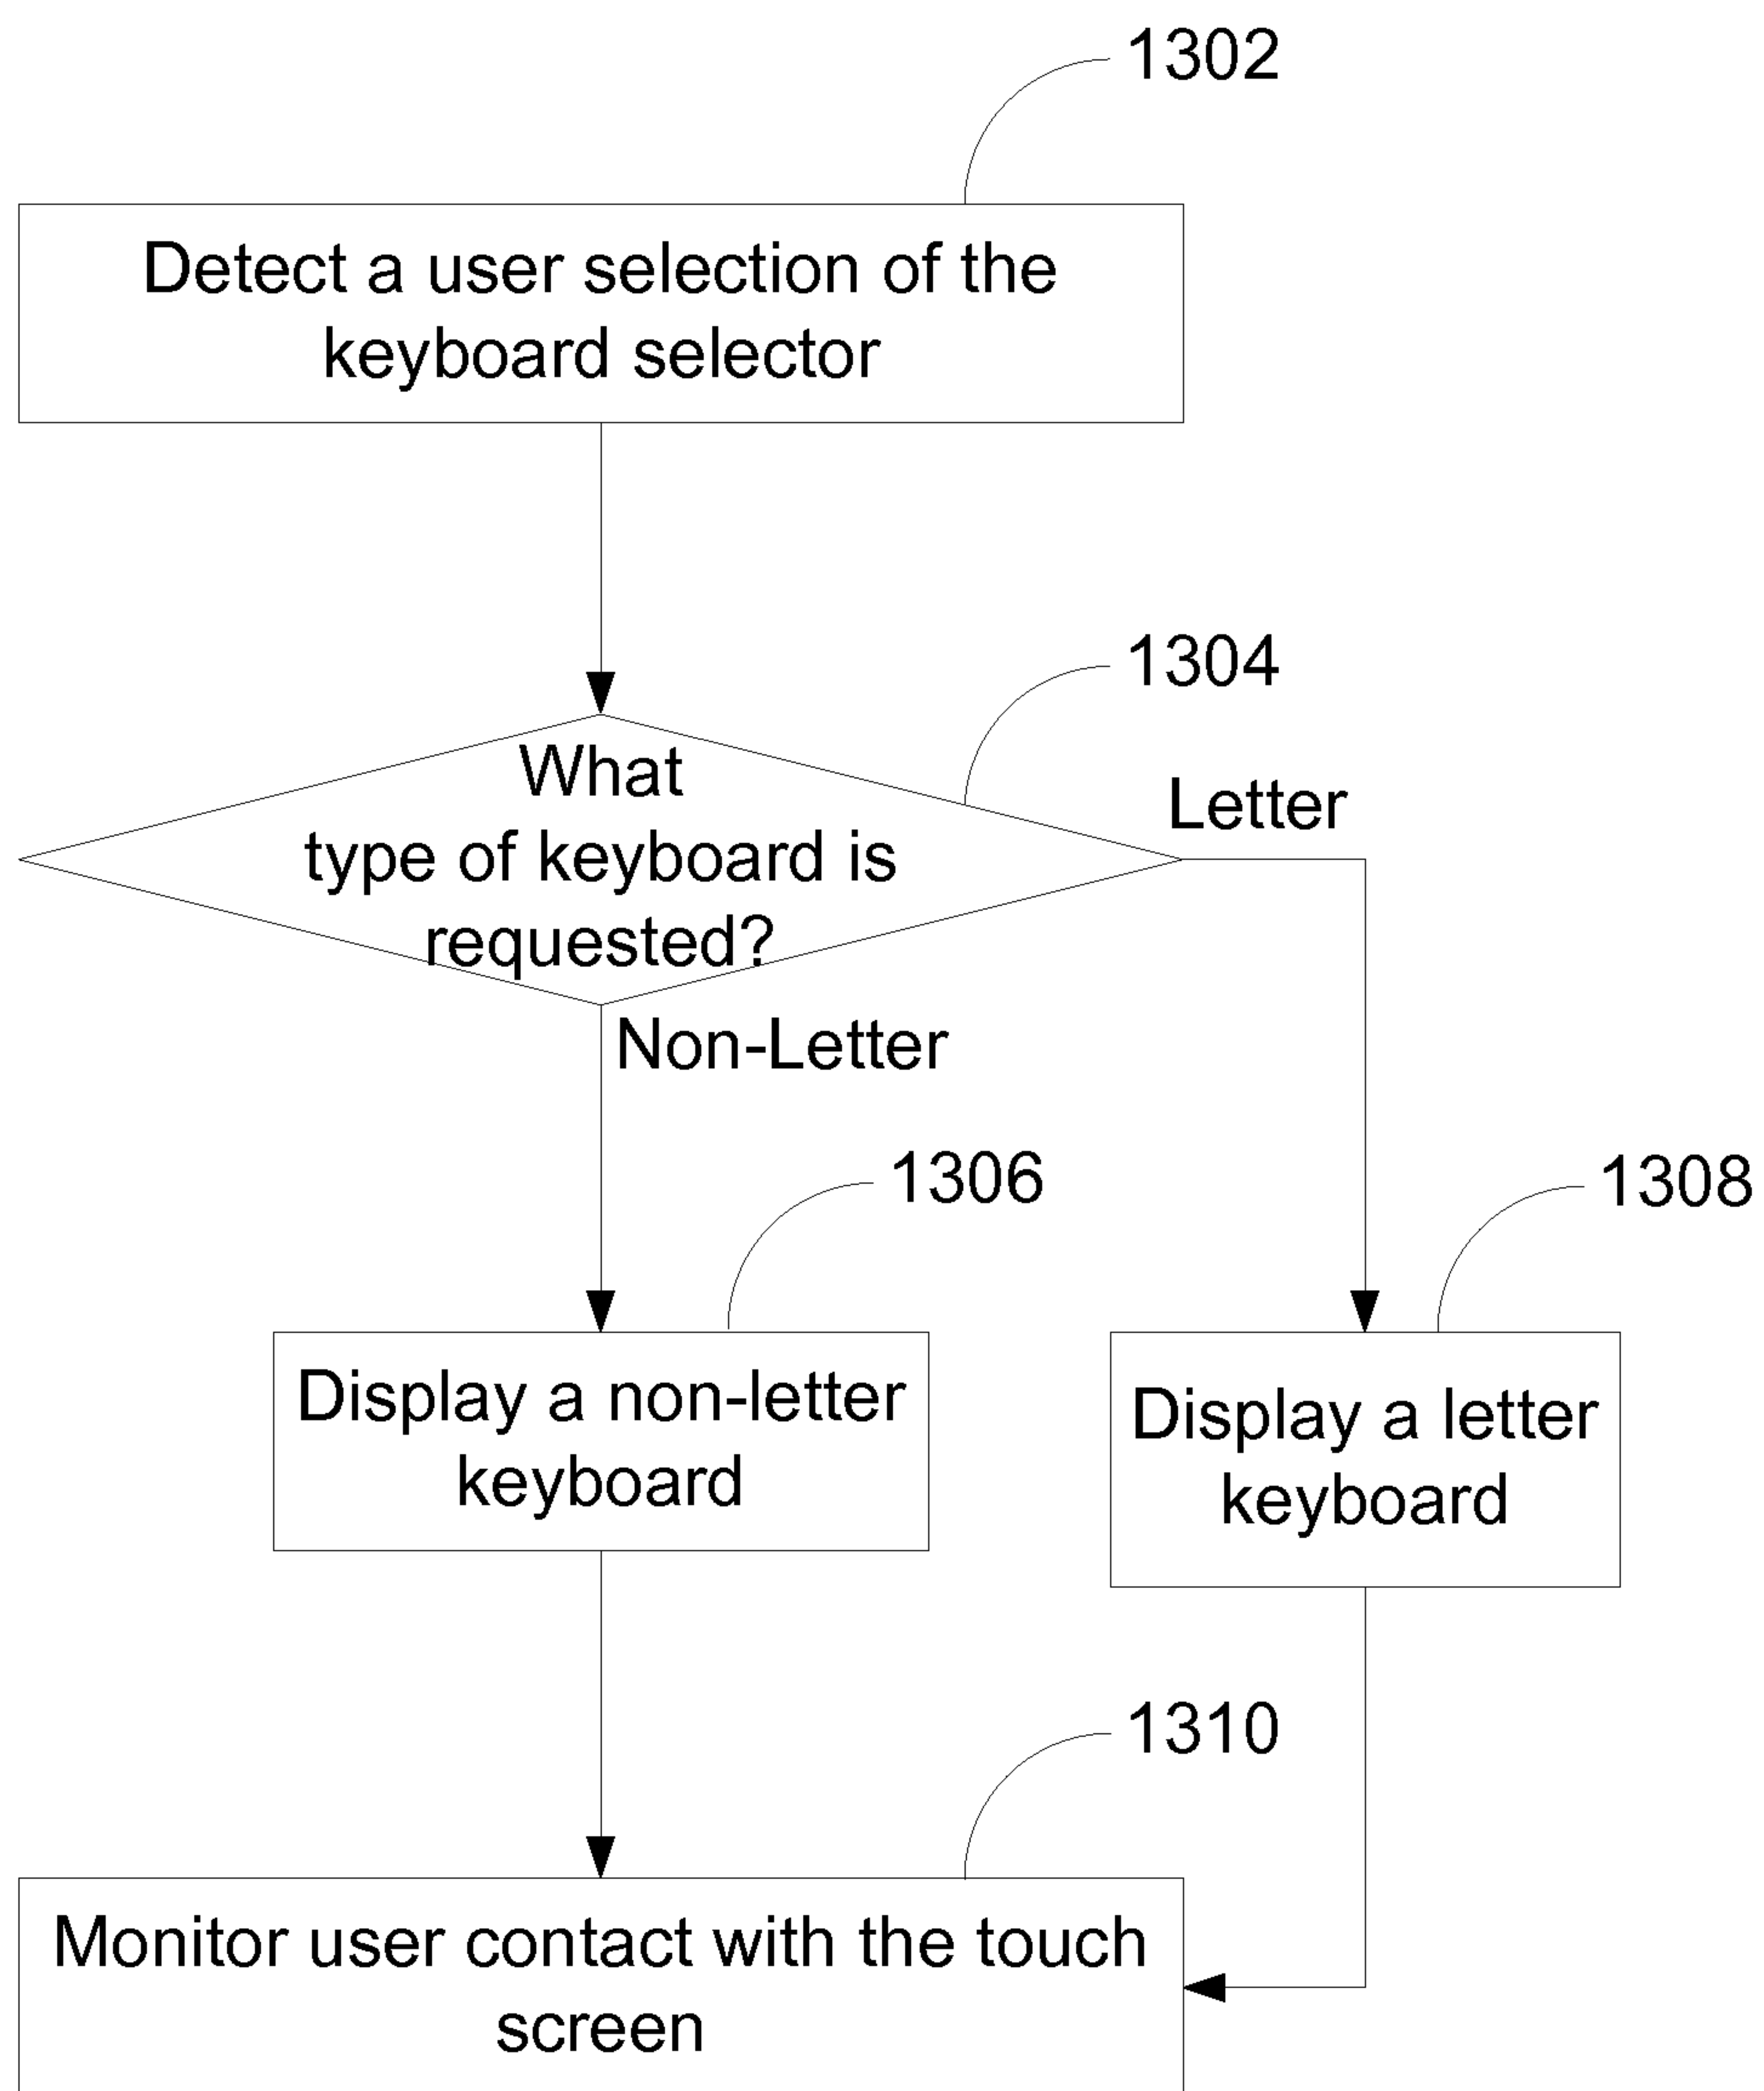 1302
Detect a user selection of the
keyboard selector
1304
What
type of keyboard is
requested?
Letter
Non-Letter
1306
1308
Display a non-letter
keyboard
Display a letter
keyboard
1310
Monitor user contact with the touch
screen